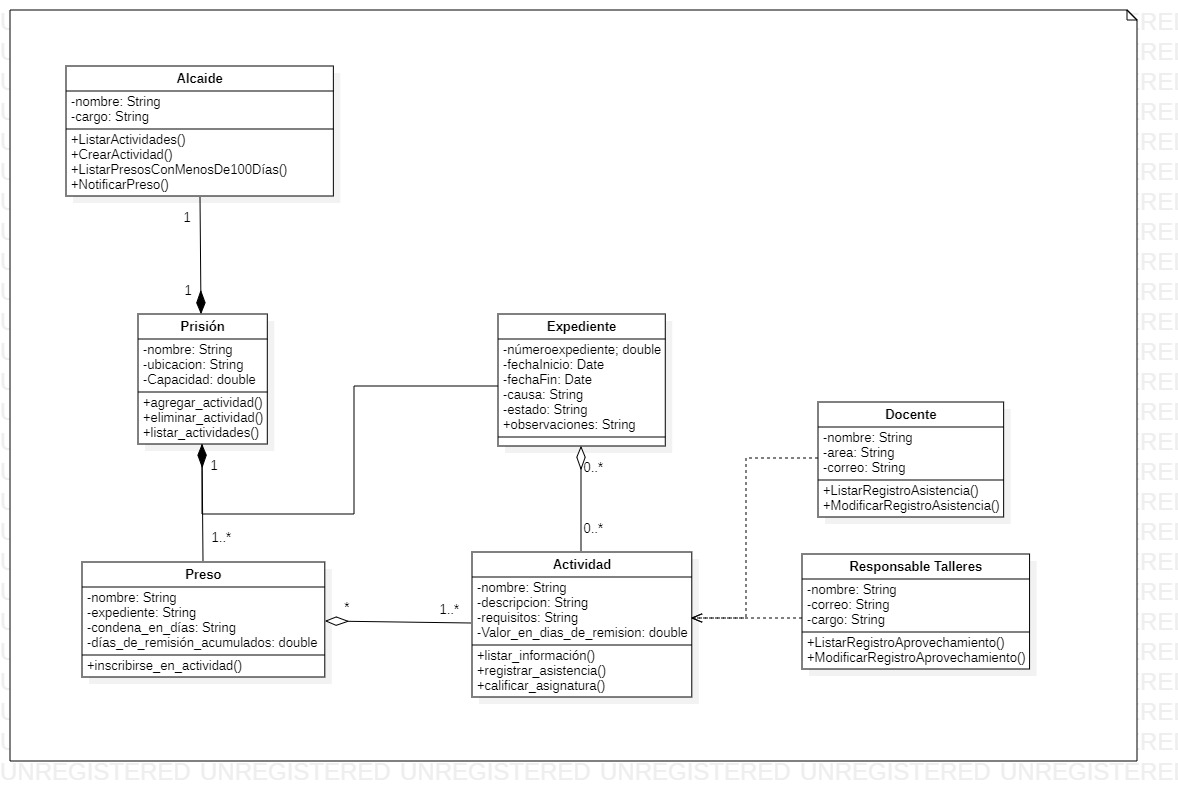 Alcaide
-nombre: String
-cargo: String
+ListarActividades()
+CrearActividad()
+ListarPresosConMenosDe100Días()
+NotificarPreso()
1
1
Prisión
-nombre: String
-ubicacion: String
-Capacidad: double
+agregar_actividad()
+eliminar_actividad()
+listar_actividades()
1
1..*
Expediente
-númeroexpediente; double
-fechaInicio: Date
-fechaFin: Date
-causa: String
-estado: String
+observaciones: String
0..*
0..*
Docente
-nombre: String
-area: String
-correo: String
+ListarRegistroAsistencia()
+ModificarRegistroAsistencia()
Preso
-nombre: String
-expediente: String
-condena_en_días: String
-días_de_remisión_acumulados: double
+inscribirse_en_actividad()
*
1..*
Actividad
-nombre: String
-descripcion: String
-requisitos: String
-Valor_en_dias_de_remision: double
+listar_información()
+registrar_asistencia()
+calificar_asignatura()
Responsable Talleres
-nombre: String
-correo: String
-cargo: String
+ListarRegistroAprovechamiento()
+ModificarRegistroAprovechamiento()
UNREGISTERED UNREGISTERED UNREGISTERED UNREGISTERED UNREGISTERED UNREGISTERED